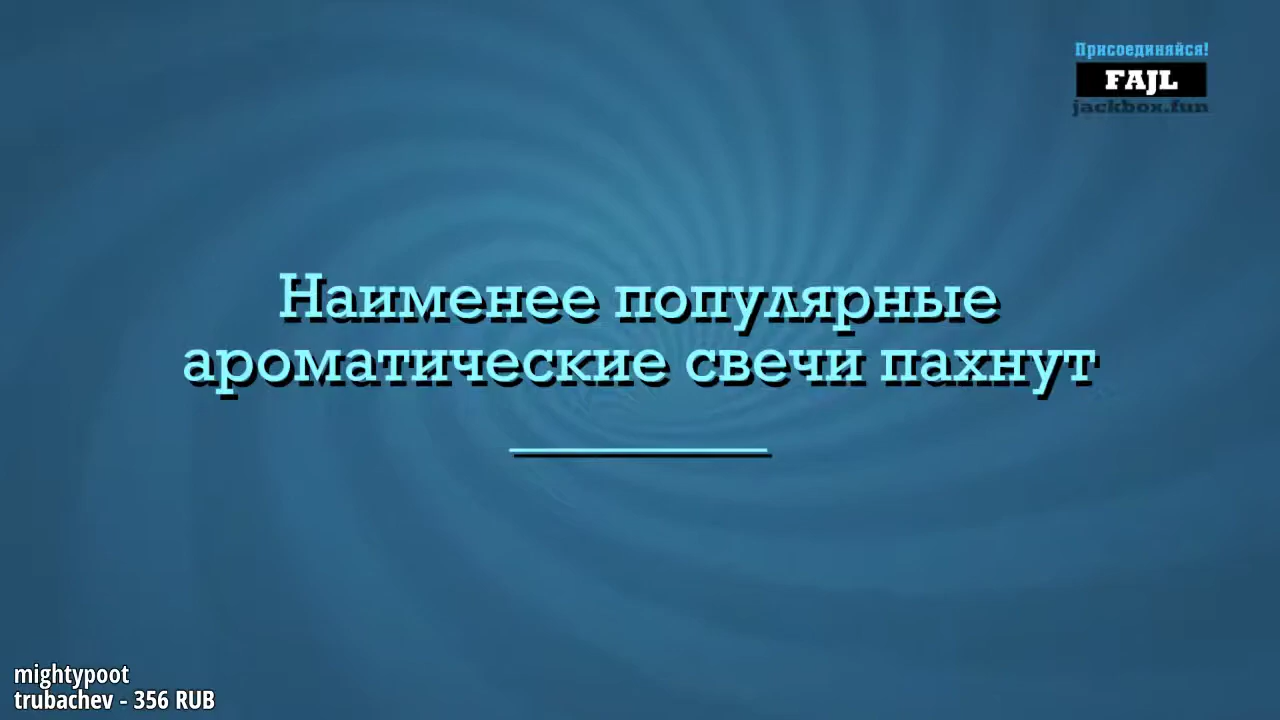 Присоединяйся!
FAJL
jackbox.fun
Наименее популярные
ароматические свечи пахнут
mightypoot
trubachev - 356 RUB